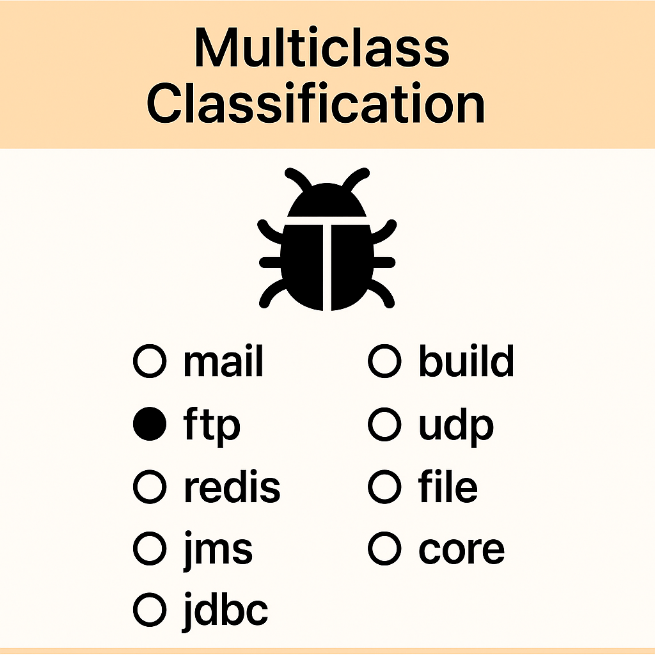 Multiclass
Classification
mail
ftp
redis
jms
jdbc
build
udp
file
core